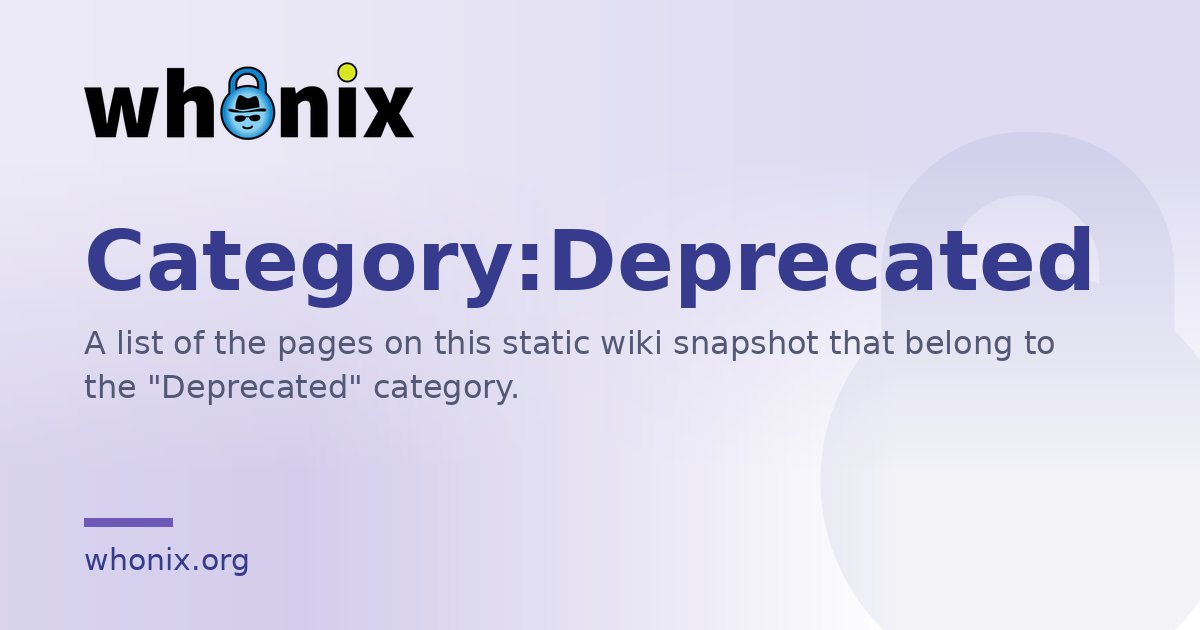 whonix
Category:Deprecated
A list of the pages on this static wiki snapshot that belong to
the "Deprecated" category.
whonix.org